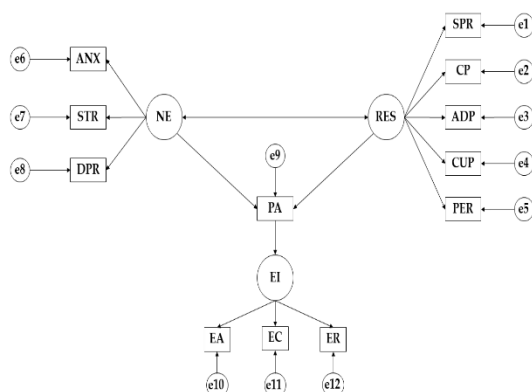 SPR e1
e6 ANX
CP e2
e7 STR NE RES ADP e3
e9
e8 DPR CUP e4
PA PER e5
EI
EA EC ER
e10 e11 e12